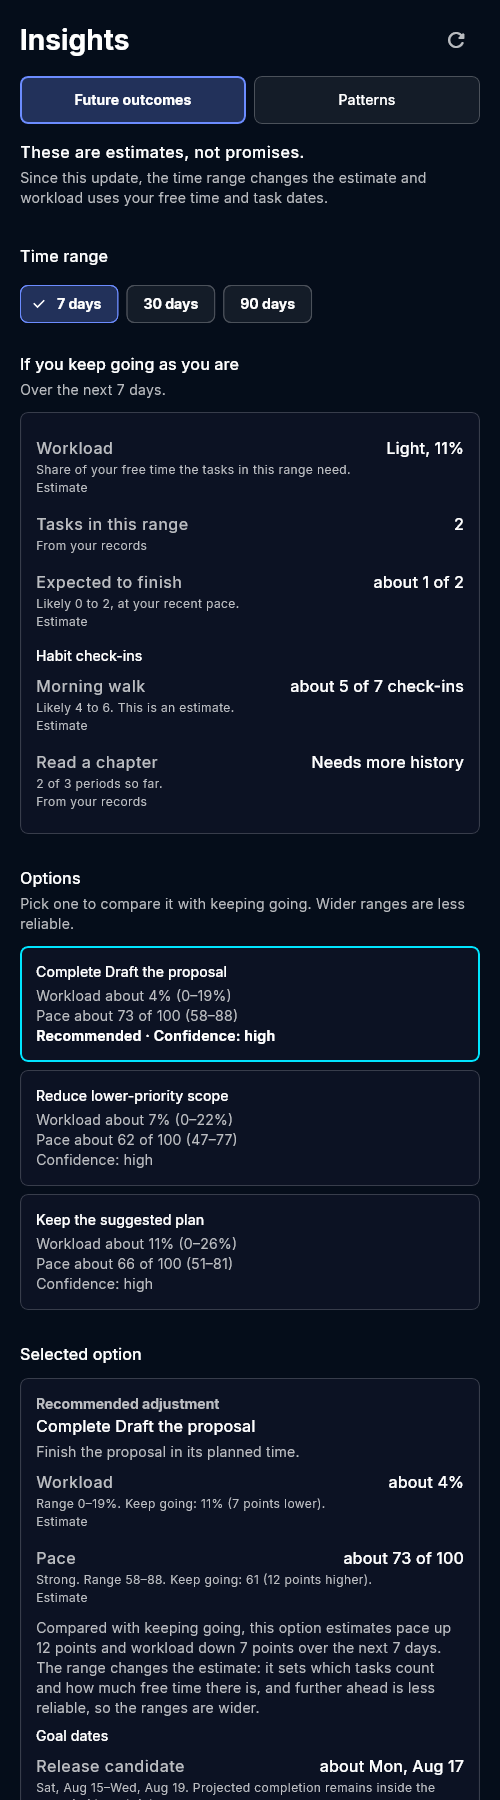 Insights
Future outcomes
Patterns
These are estimates, not promises.
Since this update, the time range changes the estimate and
workload uses your free time and task dates.
Time range
7 days
30 days
90 days
If you keep going as you are
Over the next 7 days.
Workload
Light, 11%
Share of your free time the tasks in this range need.
Estimate
Tasks in this range
2
From your records
Expected to finish
about 1 of 2
Likely 0 to 2, at your recent pace.
Estimate
Habit check-ins
Morning walk
about 5 of 7 check-ins
Likely 4 to 6. This is an estimate.
Estimate
Read a chapter
Needs more history
2 of 3 periods so far.
From your records
Options
Pick one to compare it with keeping going. Wider ranges are less
reliable.
Complete Draft the proposal
Workload about 4% (0–19%)
Pace about 73 of 100 (58–88)
Recommended · Confidence: high
Reduce lower-priority scope
Workload about 7% (0–22%)
Pace about 62 of 100 (47–77)
Confidence: high
Keep the suggested plan
Workload about 11% (0–26%)
Pace about 66 of 100 (51–81)
Confidence: high
Selected option
Recommended adjustment
Complete Draft the proposal
Finish the proposal in its planned time.
Workload
about 4%
Range 0–19%. Keep going: 11% (7 points lower).
Estimate
Pace
about 73 of 100
Strong. Range 58–88. Keep going: 61 (12 points higher).
Estimate
Compared with keeping going, this option estimates pace up
12 points and workload down 7 points over the next 7 days.
The range changes the estimate: it sets which tasks count
and how much free time there is, and further ahead is less
reliable, so the ranges are wider.
Goal dates
Release candidate
about Mon, Aug 17
Sat, Aug 15–Wed, Aug 19. Projected completion remains inside the